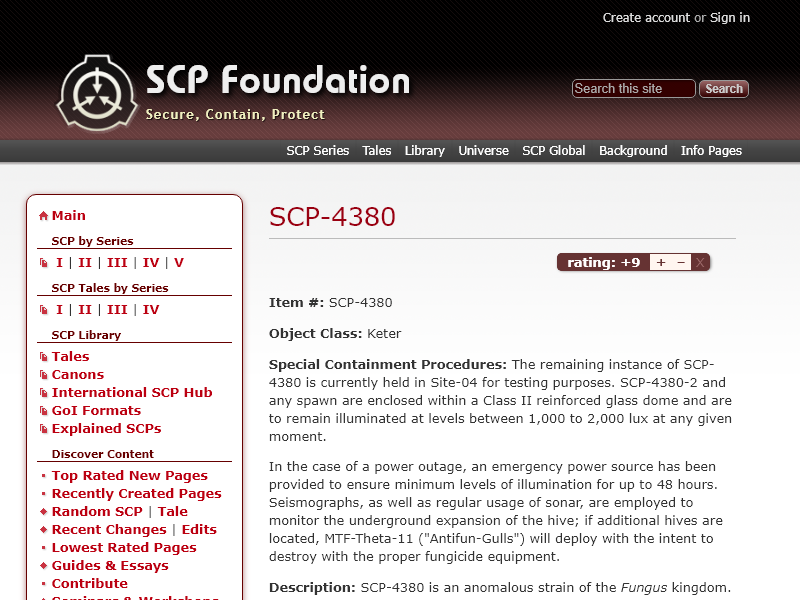 Create account or Sign in
SCP Foundation
Secure, Contain, Protect
Search this site
Search
SCP Series Tales Library Universe SCP Global Background Info Pages
Main
SCP by Series
I | II | III | IV | V
SCP Tales by Series
I | II | III | IV
SCP Library
Tales
Canons
International SCP Hub
GoI Formats
Explained SCPs
Discover Content
Top Rated New Pages
Recently Created Pages
Random SCP | Tale
Recent Changes | Edits
Lowest Rated Pages
Guides & Essays
Contribute
SCP-4380
rating: +9 + – X
Item #: SCP-4380
Object Class: Keter
Special Containment Procedures: The remaining instance of SCP-
4380 is currently held in Site-04 for testing purposes. SCP-4380-2 and
any spawn are enclosed within a Class II reinforced glass dome and are
to remain illuminated at levels between 1,000 to 2,000 lux at any given
moment.
In the case of a power outage, an emergency power source has been
provided to ensure minimum levels of illumination for up to 48 hours.
Seismographs, as well as regular usage of sonar, are employed to
monitor the underground expansion of the hive; if additional hives are
located, MTF-Theta-11 ("Antifun-Gulls") will deploy with the intent to
destroy with the proper fungicide equipment.
Description: SCP-4380 is an anomalous strain of the Fungus kingdom.